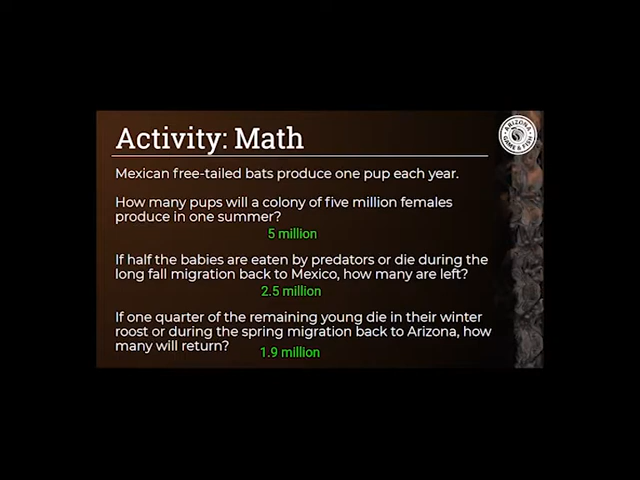 Activity: Math
ARIZONA
GAME & FISH
Mexican free-tailed bats produce one pup each year.
How many pups will a colony of five million females
produce in one summer?
5 million
If half the babies are eaten by predators or die during the
long fall migration back to Mexico, how many are left?
2.5 million
If one quarter of the remaining young die in their winter
roost or during the spring migration back to Arizona, how
many will return?
1.9 million